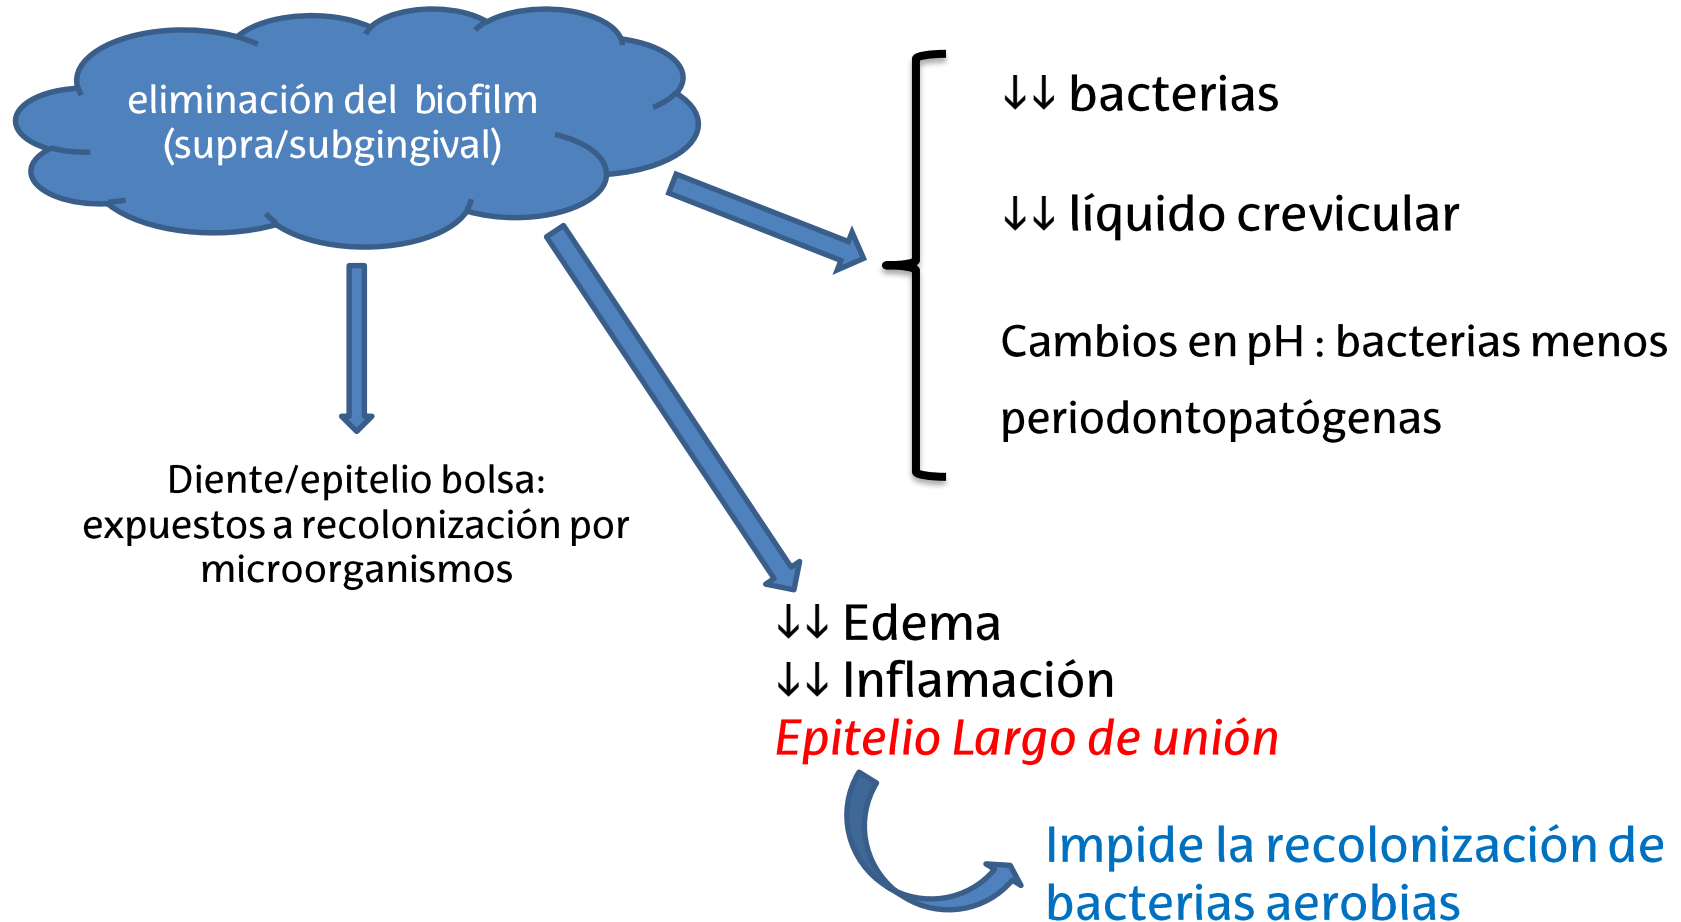 eliminación del biofilm
(supra/subgingival)
↓↓ bacterias
↓↓ líquido crevicular
Cambios en pH : bacterias menos
periodontopatógenas
Diente/epitelio bolsa:
expuestos a recolonización por
microorganismos
↓↓ Edema
↓↓ Inflamación
Epitelio Largo de unión
Impide la recolonización de
bacterias aerobias